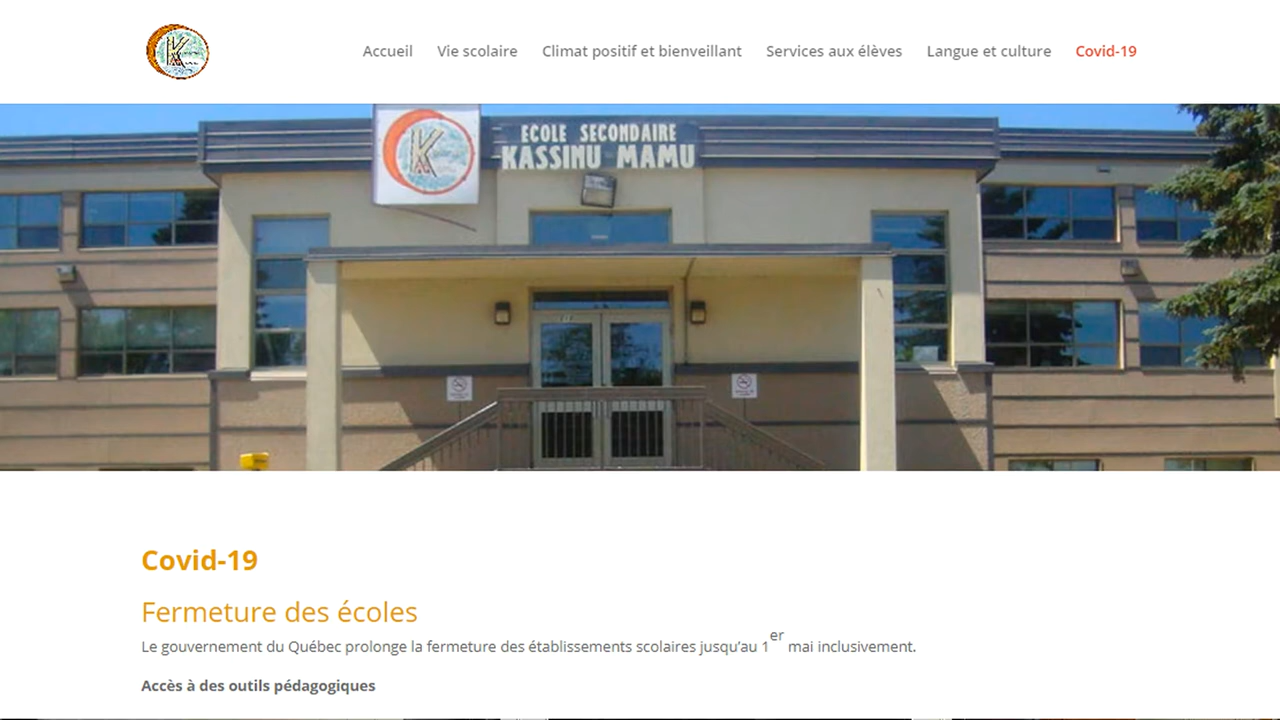 Accueil Vie scolaire Climat positif et bienveillant Services aux élèves Langue et culture Covid-19
K
ECOLE SECONDAIRE
KASSINU MAMU
Covid-19
Fermeture des écoles
Le gouvernement du Québec prolonge la fermeture des établissements scolaires jusqu’au 1er mai inclusivement.
Accès à des outils pédagogiques